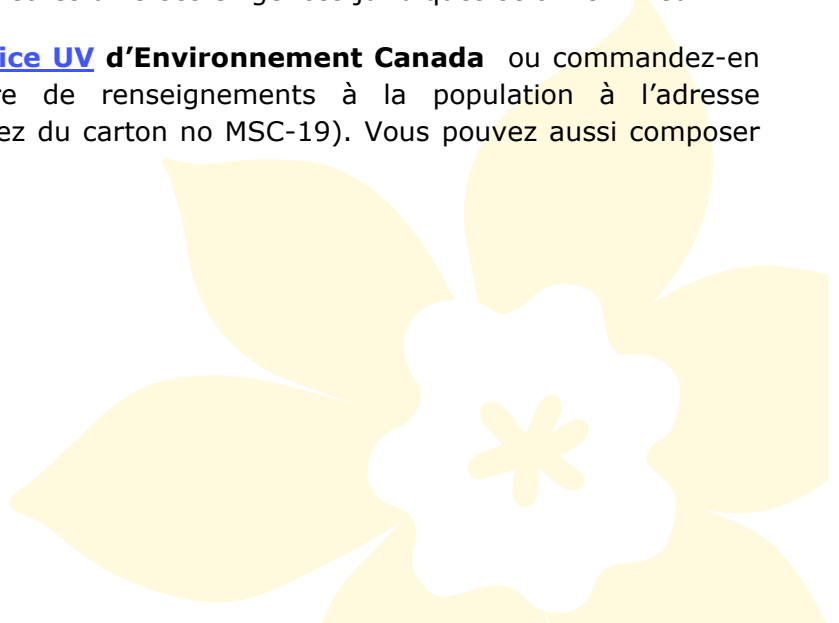 ice UV d’Environnement Canada ou commandez-en
re de renseignements à la population à l’adresse
ez du carton no MSC-19). Vous pouvez aussi composer